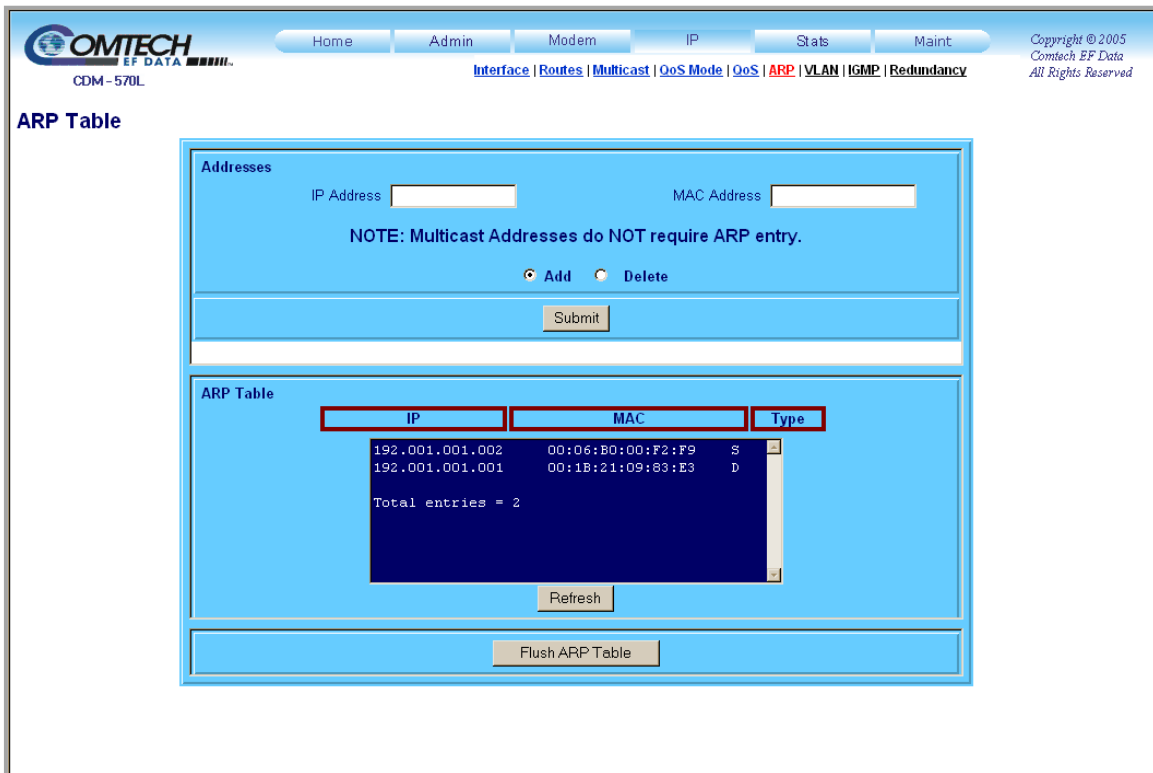 COMTECH
EF DATA
CDM - 570L
Home Admin Modem IP Stats Maint
Interface | Routes | Multicast | QoS Mode | QoS | ARP | VLAN | IGMP | Redundancy
Copyright © 2005
Comtech EF Data
All Rights Reserved
ARP Table
Addresses
IP Address MAC Address
NOTE: Multicast Addresses do NOT require ARP entry.
Add Delete
Submit
ARP Table
IP MAC Type
192.001.001.002 00:06:B0:00:F2:F9 S
192.001.001.001 00:1B:21:09:83:E3 D
Total entries = 2
Refresh
Flush ARP Table